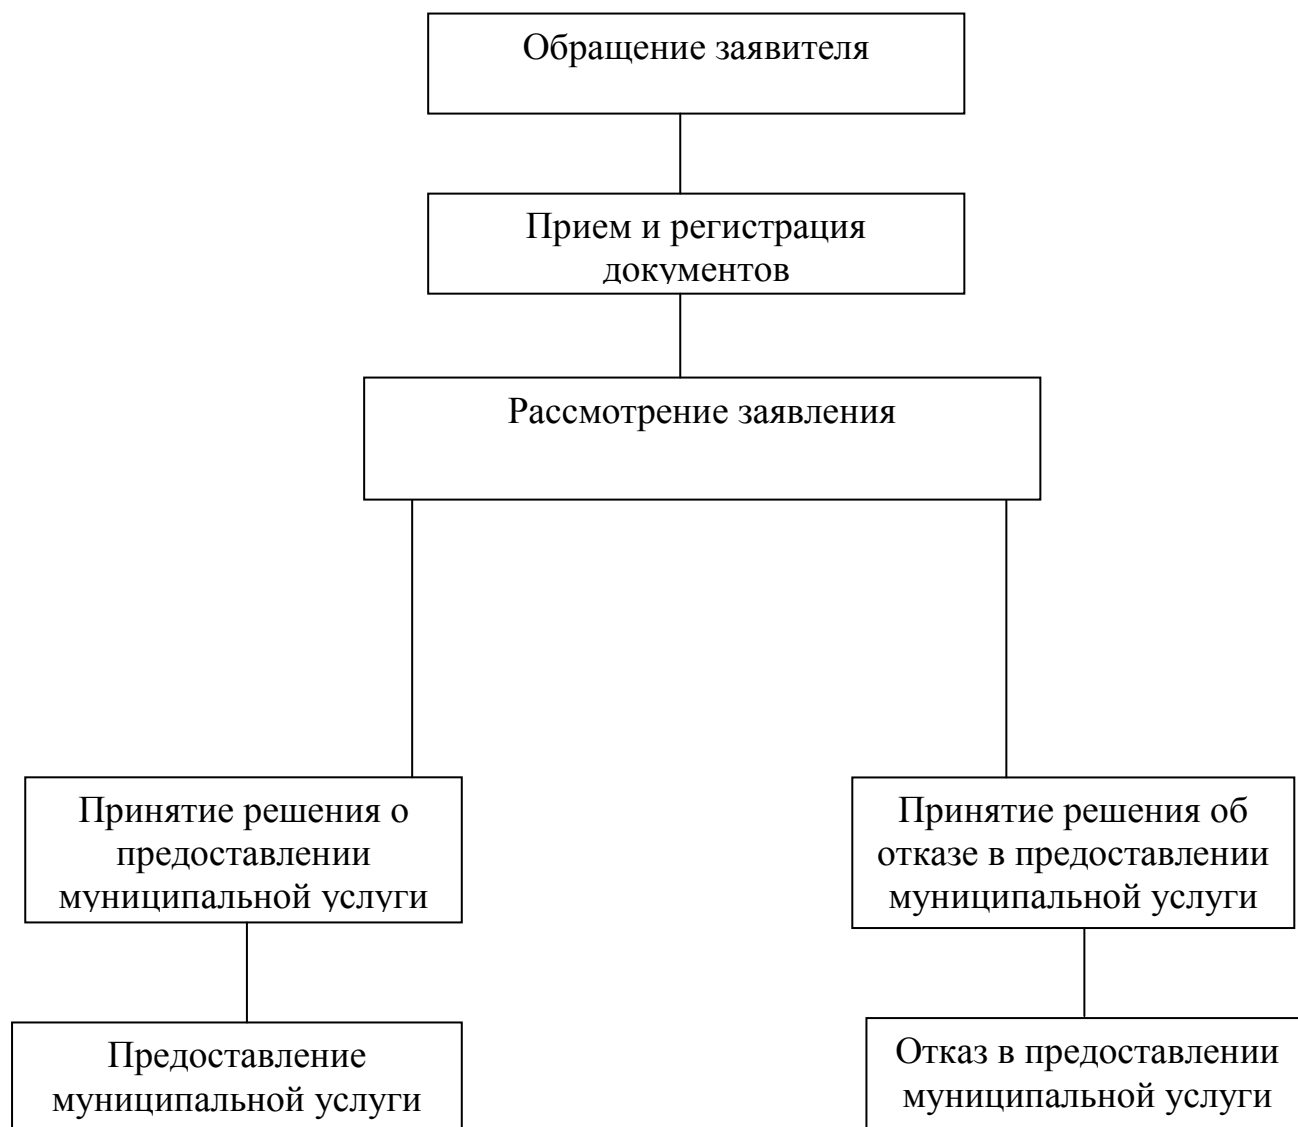 Обращение заявителя
Прием и регистрация
документов
Рассмотрение заявления
Принятие решения о
предоставлении
муниципальной услуги
Принятие решения об
отказе в предоставлении
муниципальной услуги
Предоставление
муниципальной услуги
Отказ в предоставлении
муниципальной услуги